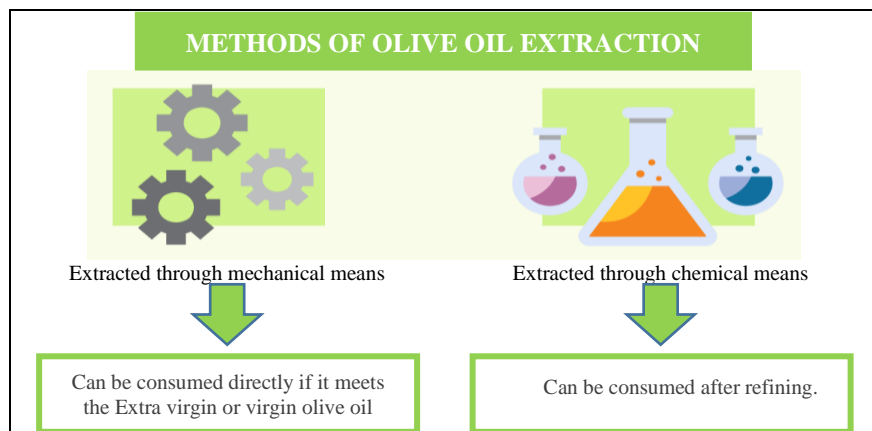 METHODS OF OLIVE OIL EXTRACTION
Extracted through mechanical means
Extracted through chemical means
Can be consumed directly if it meets
the Extra virgin or virgin olive oil
Can be consumed after refining.